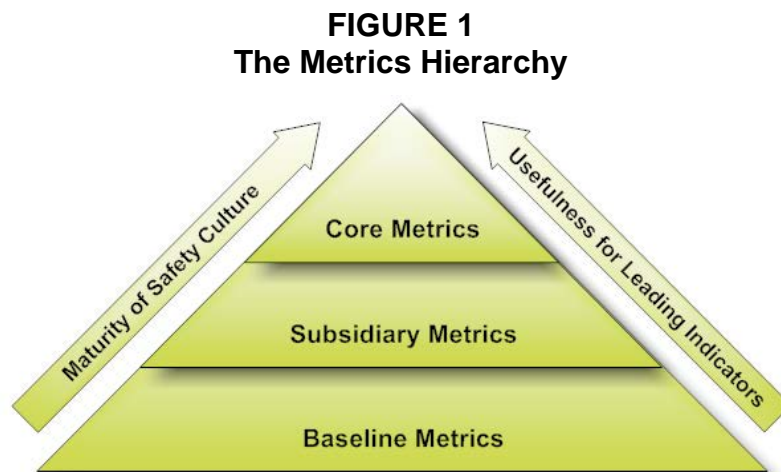 FIGURE 1
The Metrics Hierarchy
Maturity of Safety Culture
Usefulness for Leading Indicators
Core Metrics
Subsidiary Metrics
Baseline Metrics